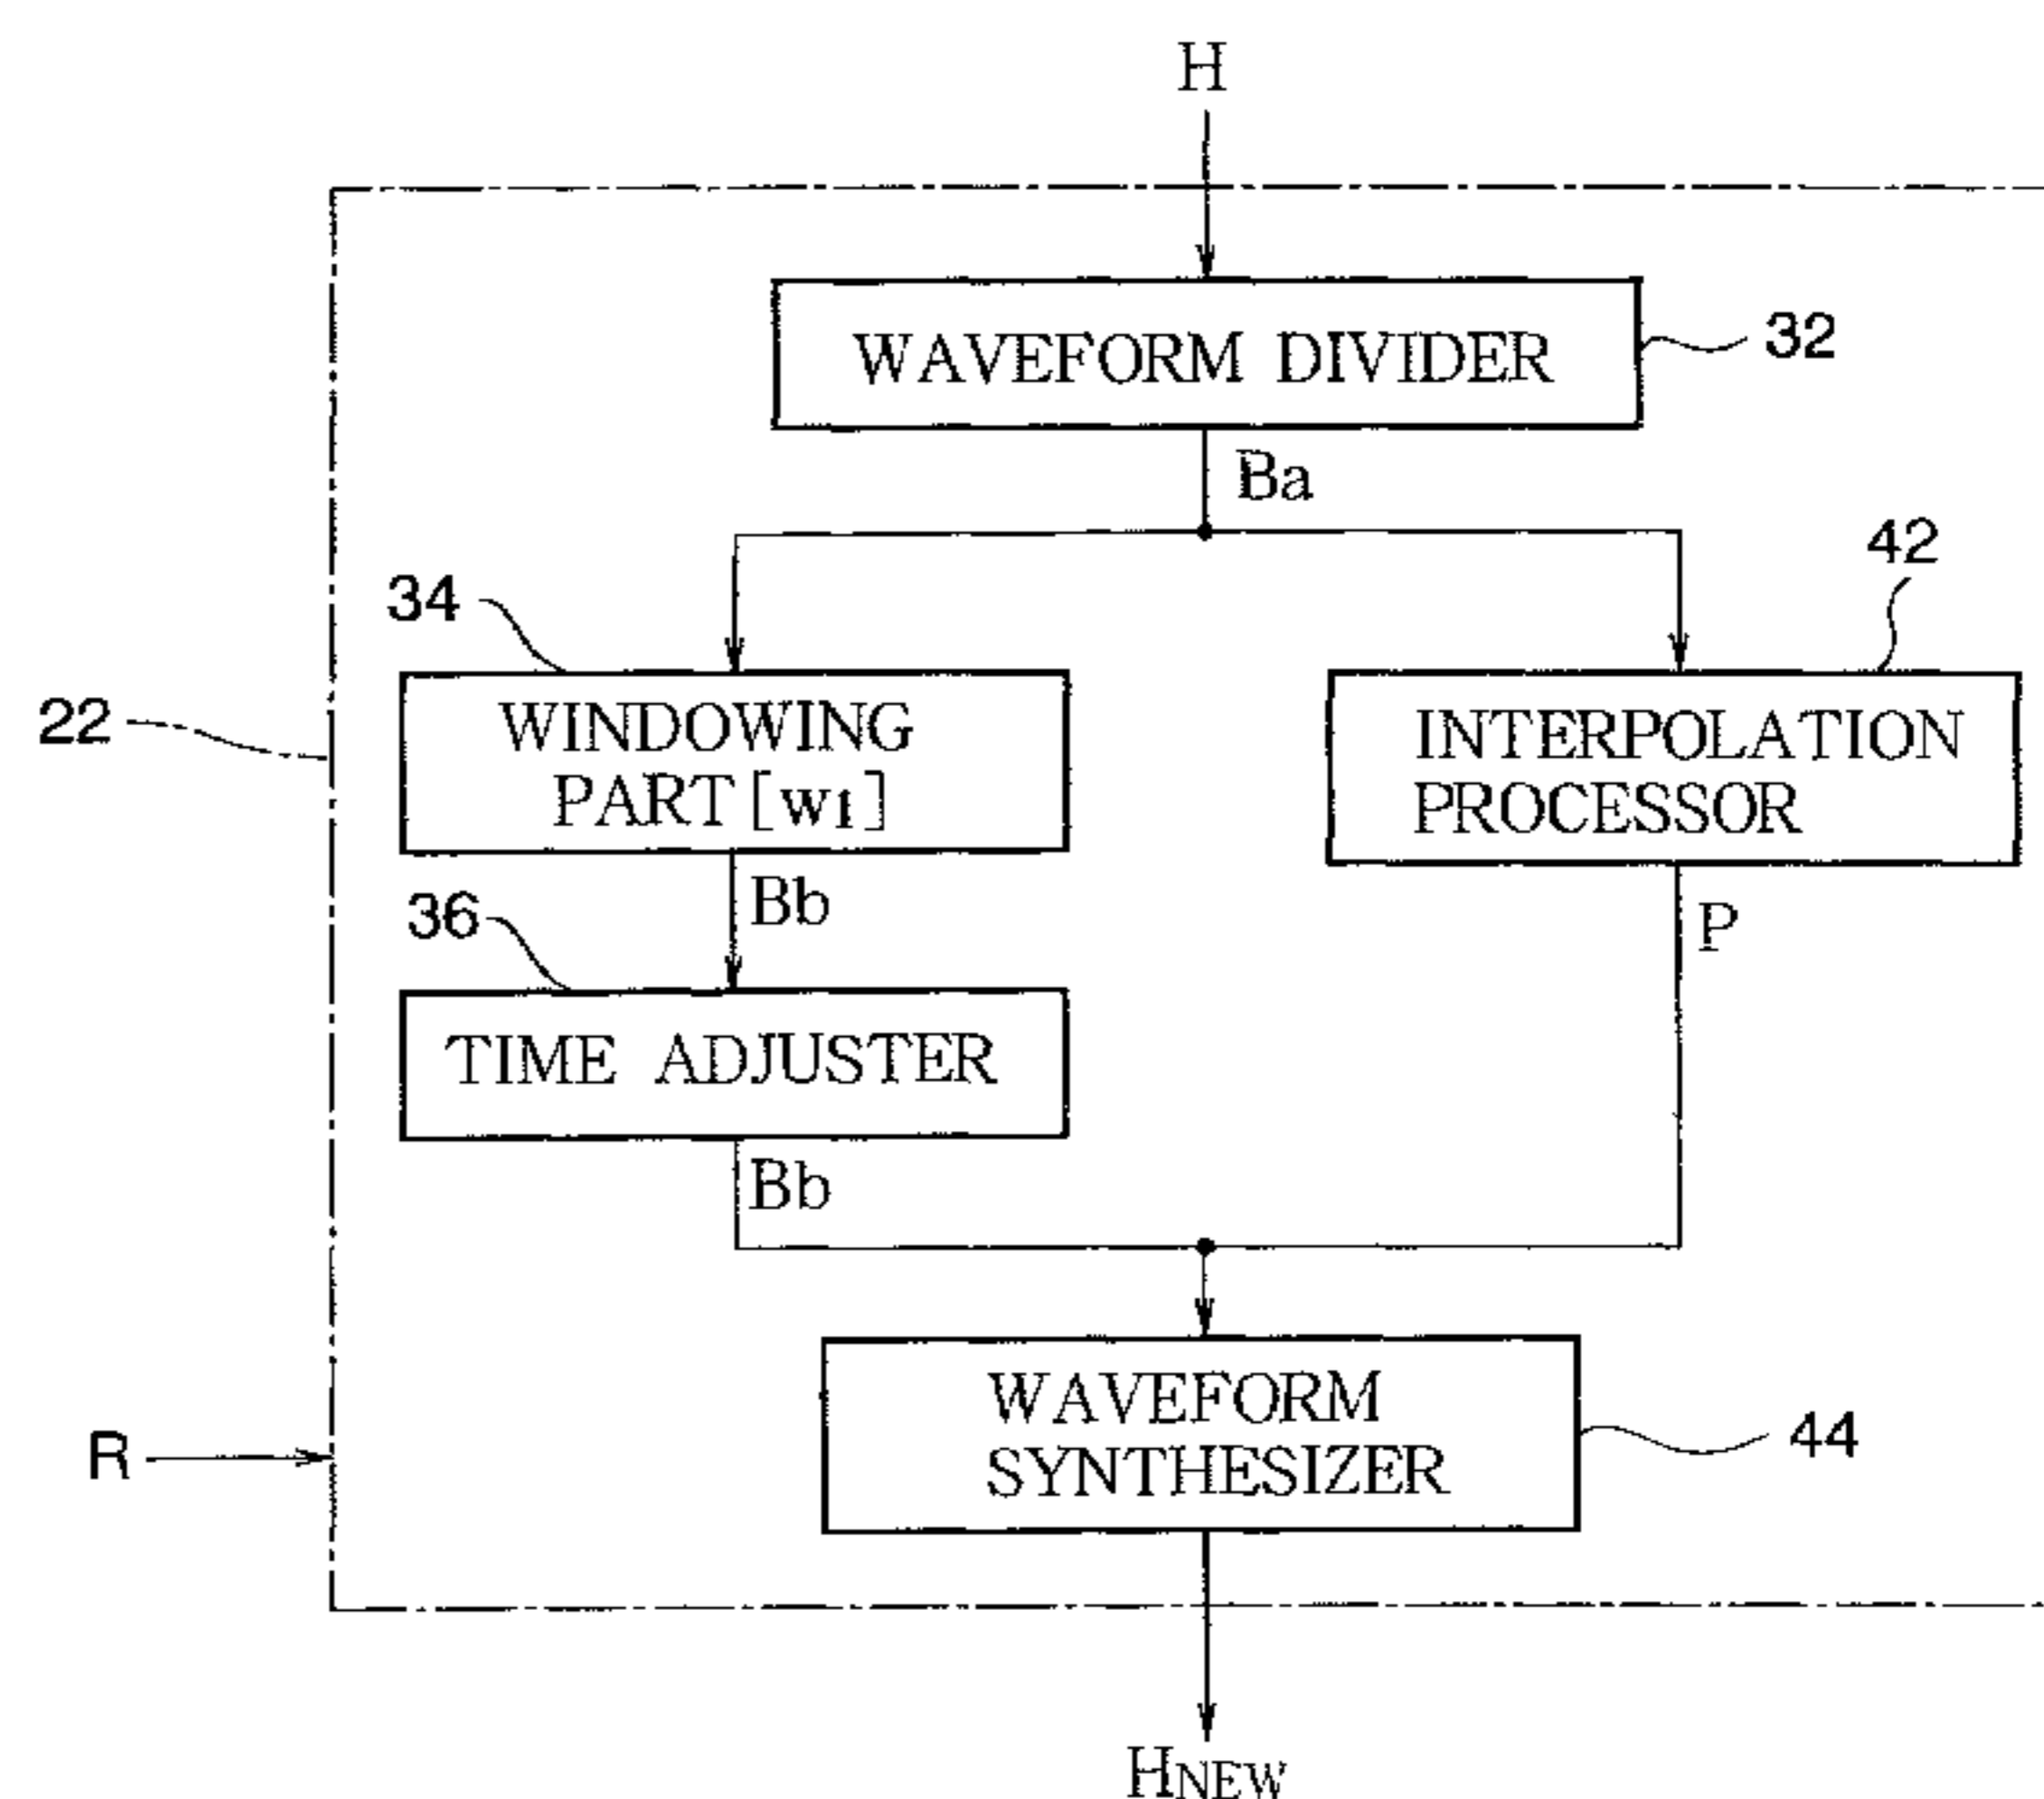 H
WAVEFORM DIVIDER
32
Ba
42
34
22
WINDOWING
PART[w1]
INTERPOLATION
PROCESSOR
36
Bb
P
TIME ADJUSTER
Bb
WAVEFORM
SYNTHESIZER
44
R
HNEW